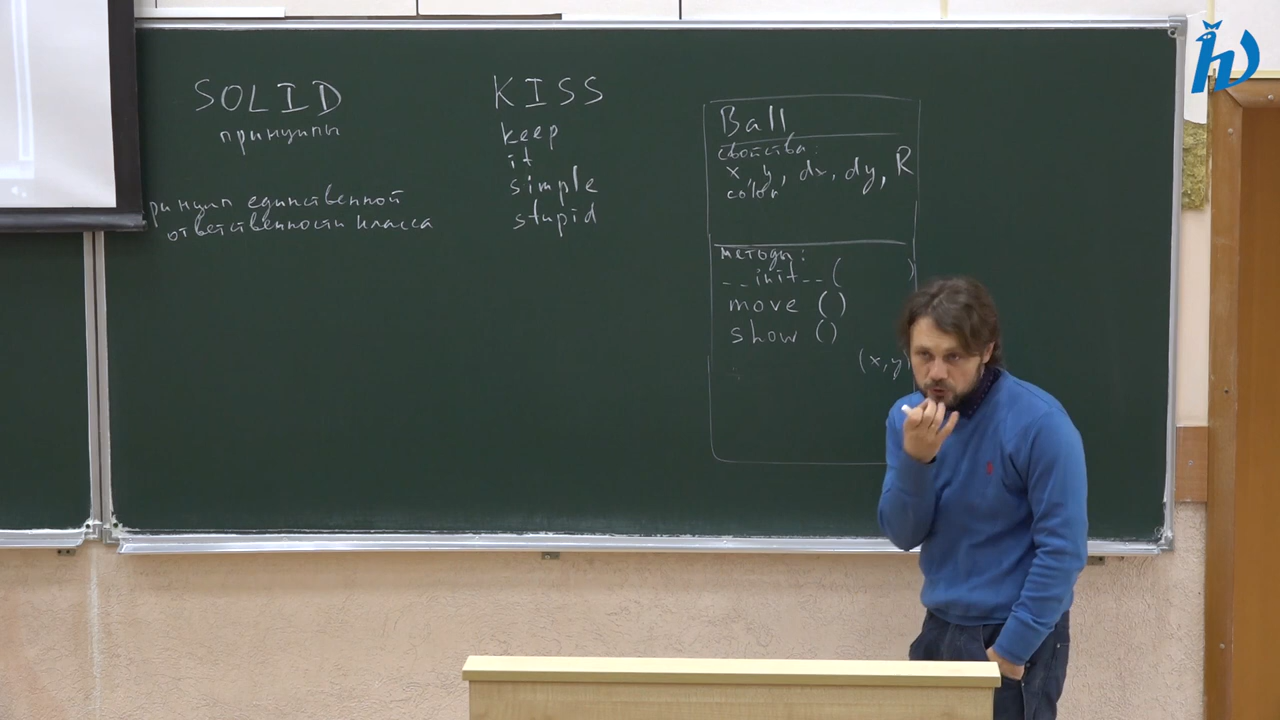 SOLID
принципы
ринцип единственной
ответственности класса
KISS
keep
it
simple
stupid
Ball
свойства:
x, y, dx, dy, R
color
методы:
__init__( )
move ()
show ()
(x,y)